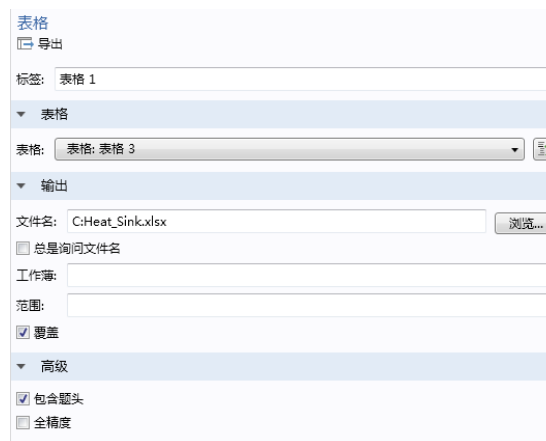 表格
导出
标签: 表格 1
表格
表格: 表格: 表格 3
输出
文件名: C:Heat_Sink.xlsx 浏览...
总是询问文件名
工作薄:
范围:
覆盖
高级
包含题头
全精度